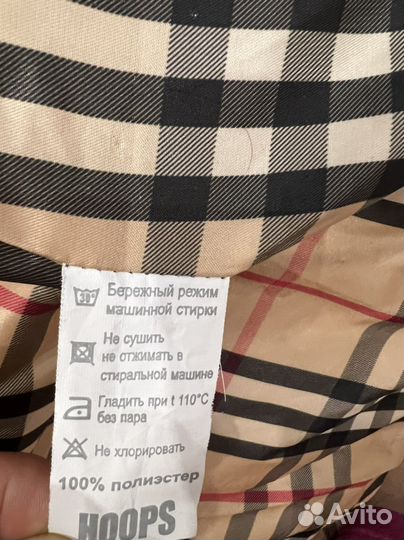 30°
Бережный режим
машинной стирки
Не сушить
не отжимать в
стиральной машине
Гладить при t 110°C
без пара
Не хлорировать
100% полиэстер
HOOPS
Avito